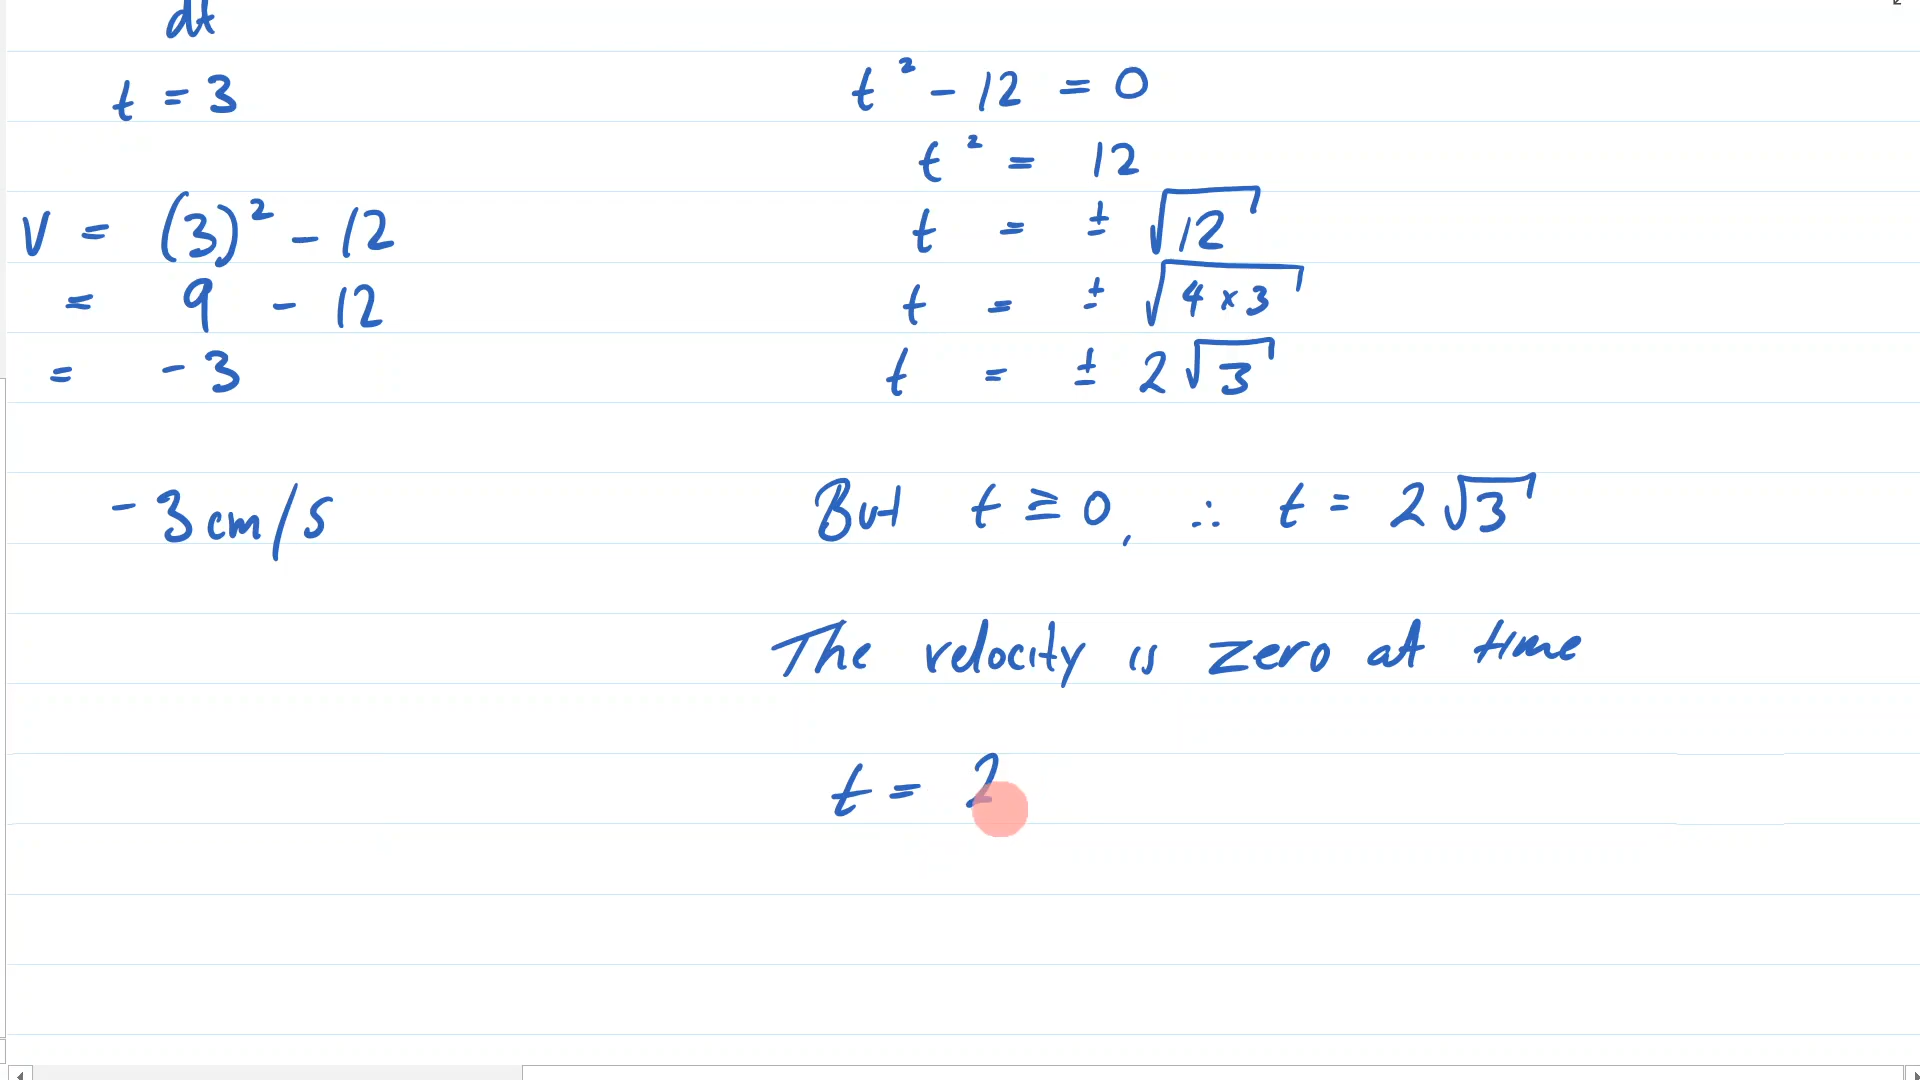 dt
t = 3
V = (3)² - 12
= 9 - 12
= -3
-3 cm/s
t² - 12 = 0
t² = 12
t = ± √12
t = ± √4 × 3
t = ± 2√3
But t ≥ 0, ∴ t = 2√3
The velocity is zero at time
t = 2